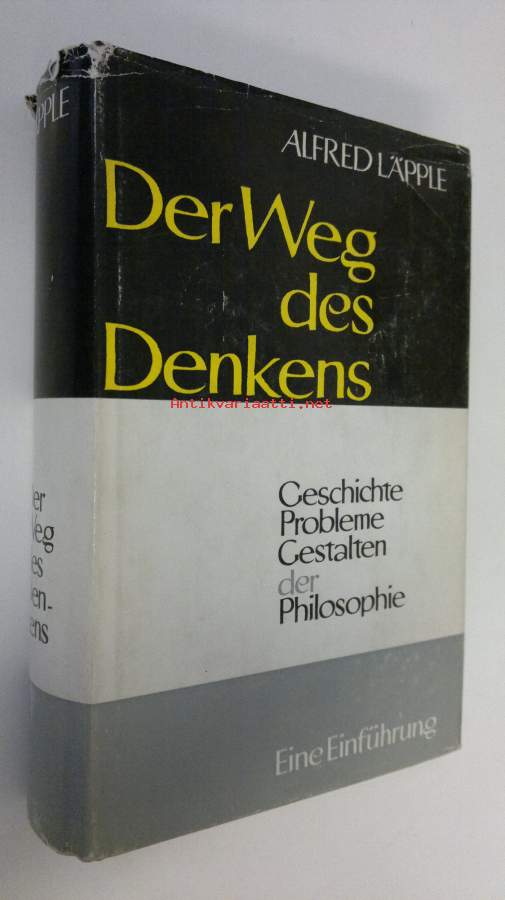 ALFRED LÄPPLE
Der Weg
des
Denkens
Antikvariaatti.net
Geschichte
Probleme
Gestalten
der
Philosophie
Eine Einführung